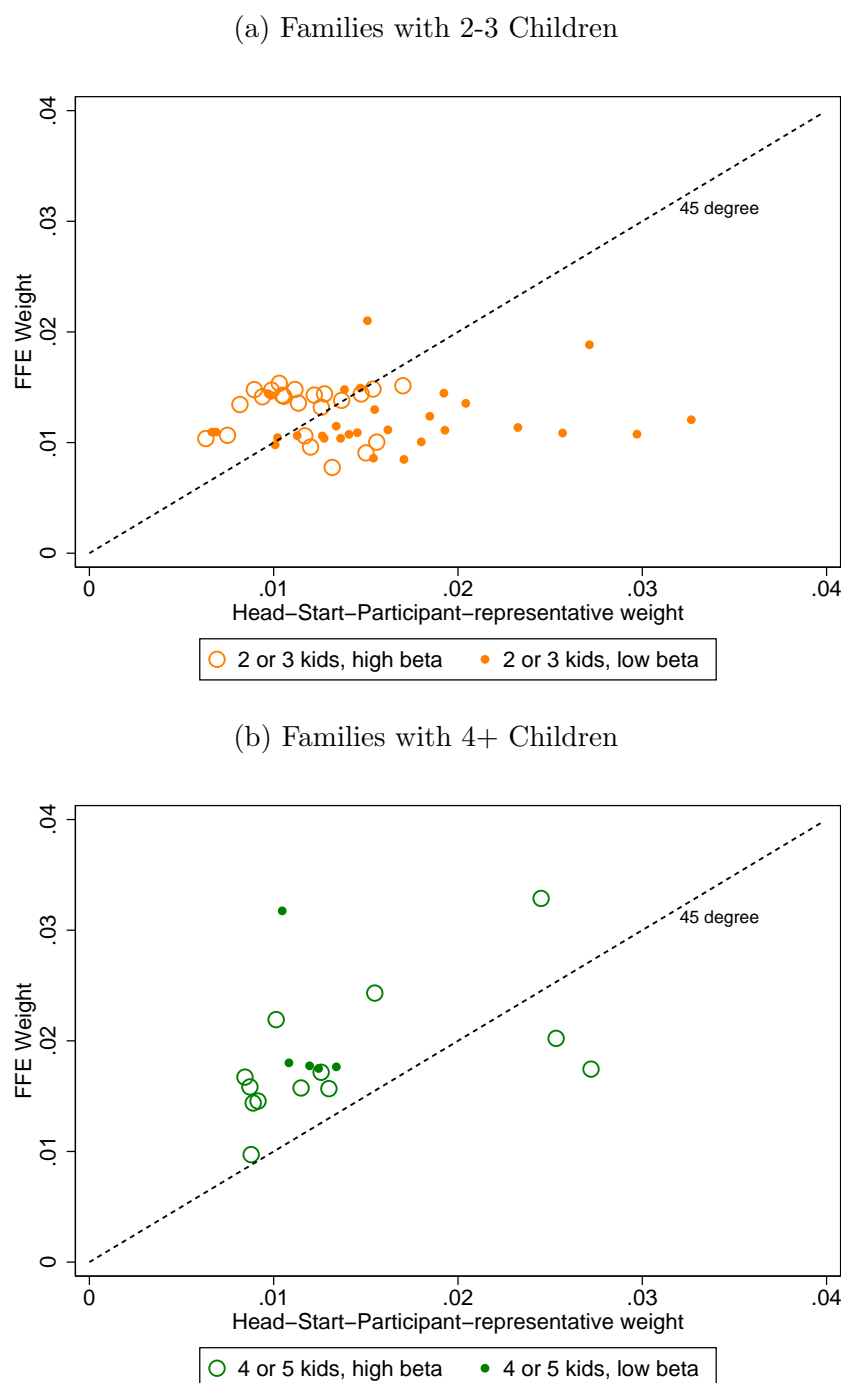 (a) Families with 2-3 Children
.04
.03
.02
.01
0
FFE Weight
45 degree
0 .01 .02 .03 .04
Head−Start−Participant−representative weight
2 or 3 kids, high beta 2 or 3 kids, low beta
(b) Families with 4+ Children
.04
.03
.02
.01
0
FFE Weight
45 degree
0 .01 .02 .03 .04
Head−Start−Participant−representative weight
4 or 5 kids, high beta 4 or 5 kids, low beta